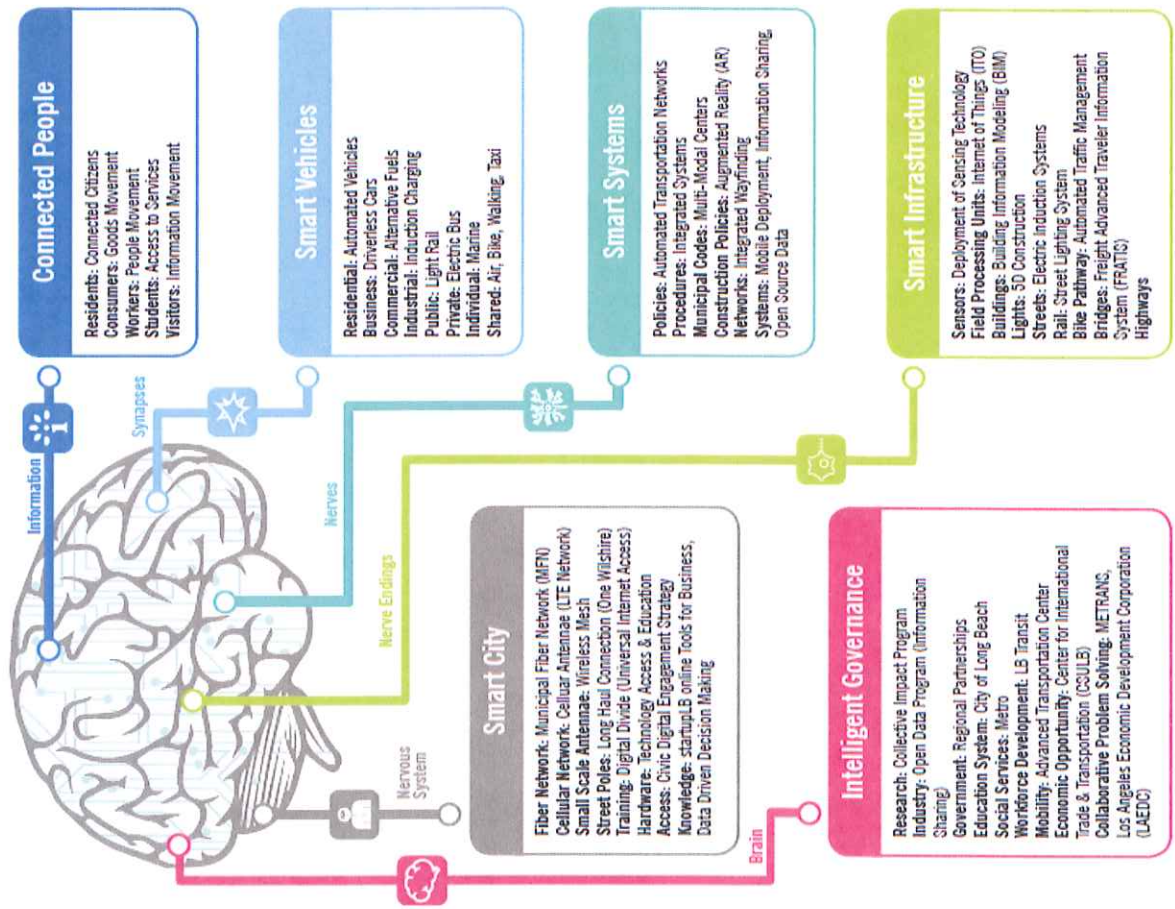 Information
Connected People
Residents: Connected Citizens
Consumers: Goods Movement
Workers: People Movement
Students: Access to Services
Visitors: Information Movement
Synapses
Smart Vehicles
Residential: Automated Vehicles
Business: Driverless Cars
Commercial: Alternative Fuels
Industrial: Induction Charging
Public: Light Rail
Private: Electric Bus
Individual: Marine
Shared: Air, Bike, Walking, Taxi
Nerves
Smart Systems
Policies: Automated Transportation Networks
Procedures: Integrated Systems
Municipal Codes: Multi-Modal Centers
Construction Policies: Augmented Reality (AR)
Networks: Integrated Wayfinding
Systems: Mobile Deployment, Information Sharing,
Open Source Data
Nerve Endings
Smart Infrastructure
Sensors: Deployment of Sensing Technology
Field Processing Units: Internet of Things (ITO)
Buildings: Building Information Modeling (BIM)
Lights: 5D Construction
Streets: Electric Induction Systems
Rail: Street Lighting System
Bike Pathway: Automated Traffic Management
Bridges: Freight Advanced Traveler Information
System (FRATIS)
Highways
Nervous
System
Smart City
Fiber Network: Municipal Fiber Network (MFN)
Cellular Network: Celluar Antennae (LTE Network)
Small Scale Antennae: Wireless Mesh
Street Poles: Long Haul Connection (One Wilshire)
Training: Digital Divide (Universal Internet Access)
Hardware: Technology Access & Education
Access: Civic Digital Engagement Strategy
Knowledge: startupLB online Tools for Business,
Data Driven Decision Making
Brain
Intelligent Governance
Research: Collective Impact Program
Industry: Open Data Program (Information
Sharing)
Government: Regional Partnerships
Education System: City of Long Beach
Social Services: Metro
Workforce Development: LB Transit
Mobility: Advanced Transportation Center
Economic Opportunity: Center for International
Trade & Transportation (CSULB)
Collaborative Problem Solving: METRANS,
Los Angeles Economic Development Corporation
(LAEDC)